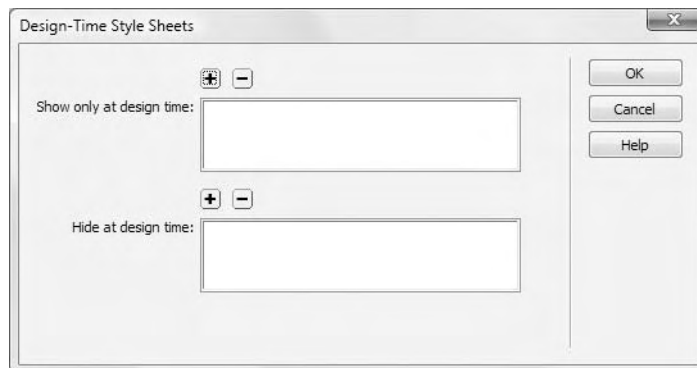 Design-Time Style Sheets
X
+ −
Show only at design time:
+ −
Hide at design time:
OK
Cancel
Help